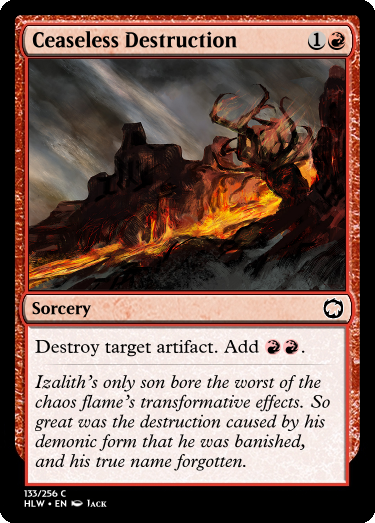 Ceaseless Destruction 1
Sorcery
Destroy target artifact. Add .
Izalith's only son bore the worst of the
chaos flame's transformative effects. So
great was the destruction caused by his
demonic form that he was banished,
and his true name forgotten.
133/256 C
HLW • EN Jack